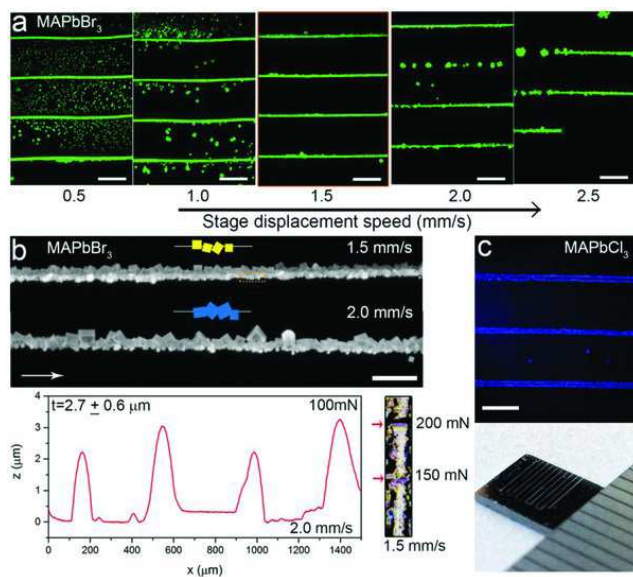 a MAPbBr₃
0.5 1.0 1.5 2.0 2.5
Stage displacement speed (mm/s)
b MAPbBr₃
1.5 mm/s
2.0 mm/s
t=2.7 ± 0.6 μm
100mN
4
3
2
1
0
z (μm)
2.0 mm/s
0 200 400 600 800 1000 1200 1400
x (μm)
200 mN
150 mN
1.5 mm/s
c
MAPbCl₃